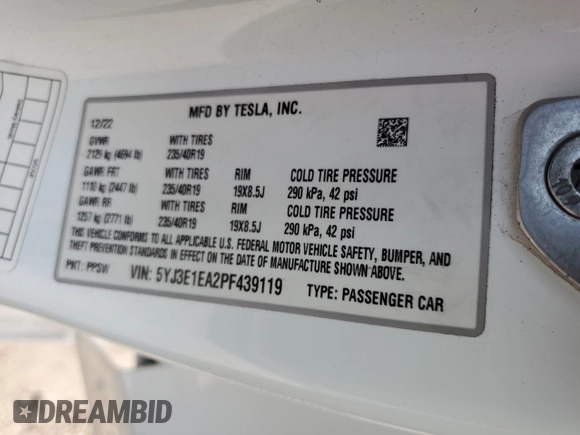 MFD BY TESLA, INC.
12/22
GVWR WITH TIRES
2129 kg (4694 lb) 235/40R19
GAWR FRT WITH TIRES RIM COLD TIRE PRESSURE
1110 kg (2447 lb) 235/40R19 19X8.5J 290 kPa, 42 psi
GAWR RR WITH TIRES RIM COLD TIRE PRESSURE
1257 kg (2771 lb) 235/40R19 19X8.5J 290 kPa, 42 psi
THIS VEHICLE CONFORMS TO ALL APPLICABLE U.S. FEDERAL MOTOR VEHICLE SAFETY, BUMPER, AND
THEFT PREVENTION STANDARDS IN EFFECT ON THE DATE OF MANUFACTURE SHOWN ABOVE.
PNT: PPSW VIN: 5YJ3E1EA2PF439119 TYPE: PASSENGER CAR
DREAMBID